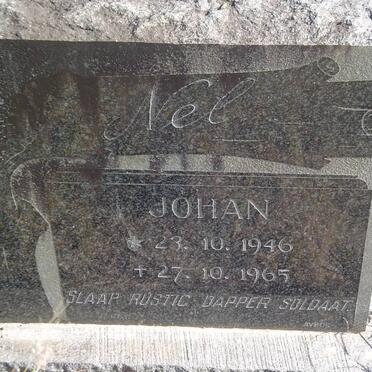 Nel
JOHAN
* 23. 10. 1946
+ 27. 10. 1965
SLAAP RUSTIG DAPPER SOLDAAT